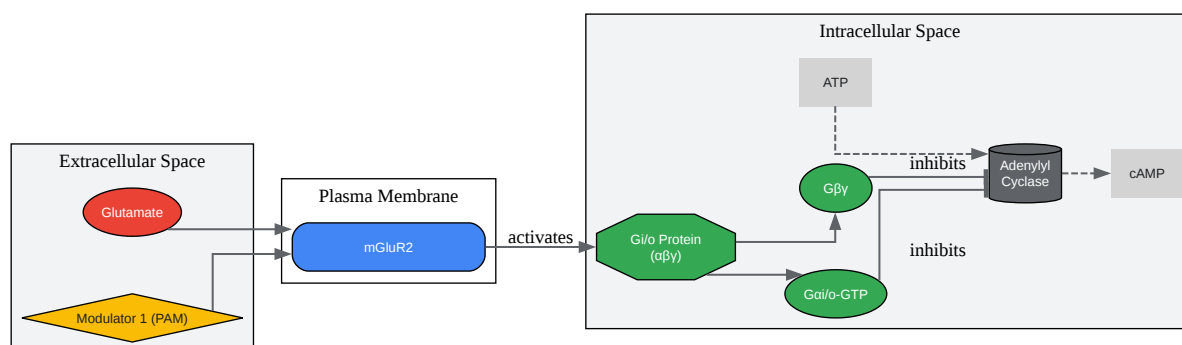 Intracellular Space
ATP
Extracellular Space
inhibits
Adenylyl
Cyclase
cAMP
Plasma Membrane
Gβγ
Glutamate
activates
Gi/o Protein
(αβγ)
mGluR2
inhibits
Gαi/o-GTP
Modulator 1 (PAM)